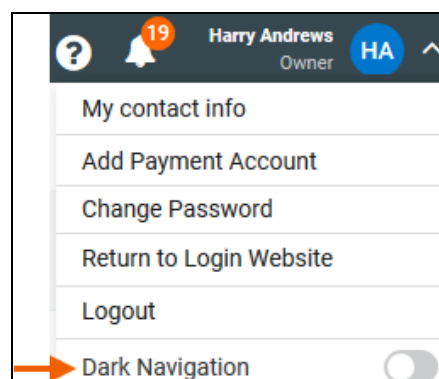 ?
19
Harry Andrews
Owner
HA
My contact info
Add Payment Account
Change Password
Return to Login Website
Logout
Dark Navigation